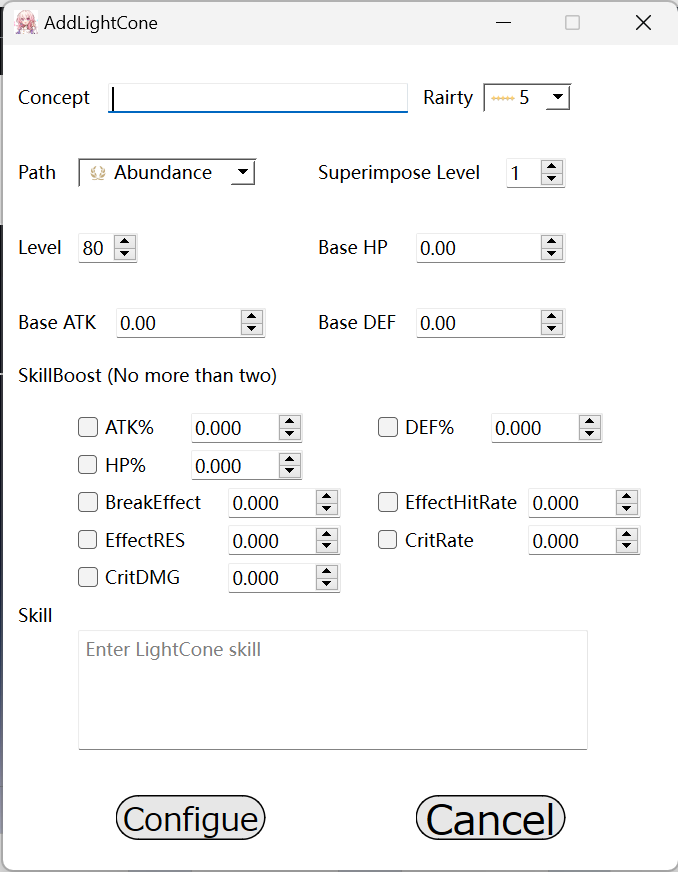 AddLightCone
Concept Rairty 5
Path Abundance Superimpose Level 1
Level 80 Base HP 0.00
Base ATK 0.00 Base DEF 0.00
SkillBoost (No more than two)
ATK% 0.000 DEF% 0.000
HP% 0.000
BreakEffect 0.000 EffectHitRate 0.000
EffectRES 0.000 CritRate 0.000
CritDMG 0.000
Skill
Enter LightCone skill
Configue Cancel